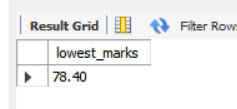 Result Grid Filter Rows
lowest_marks
78.40